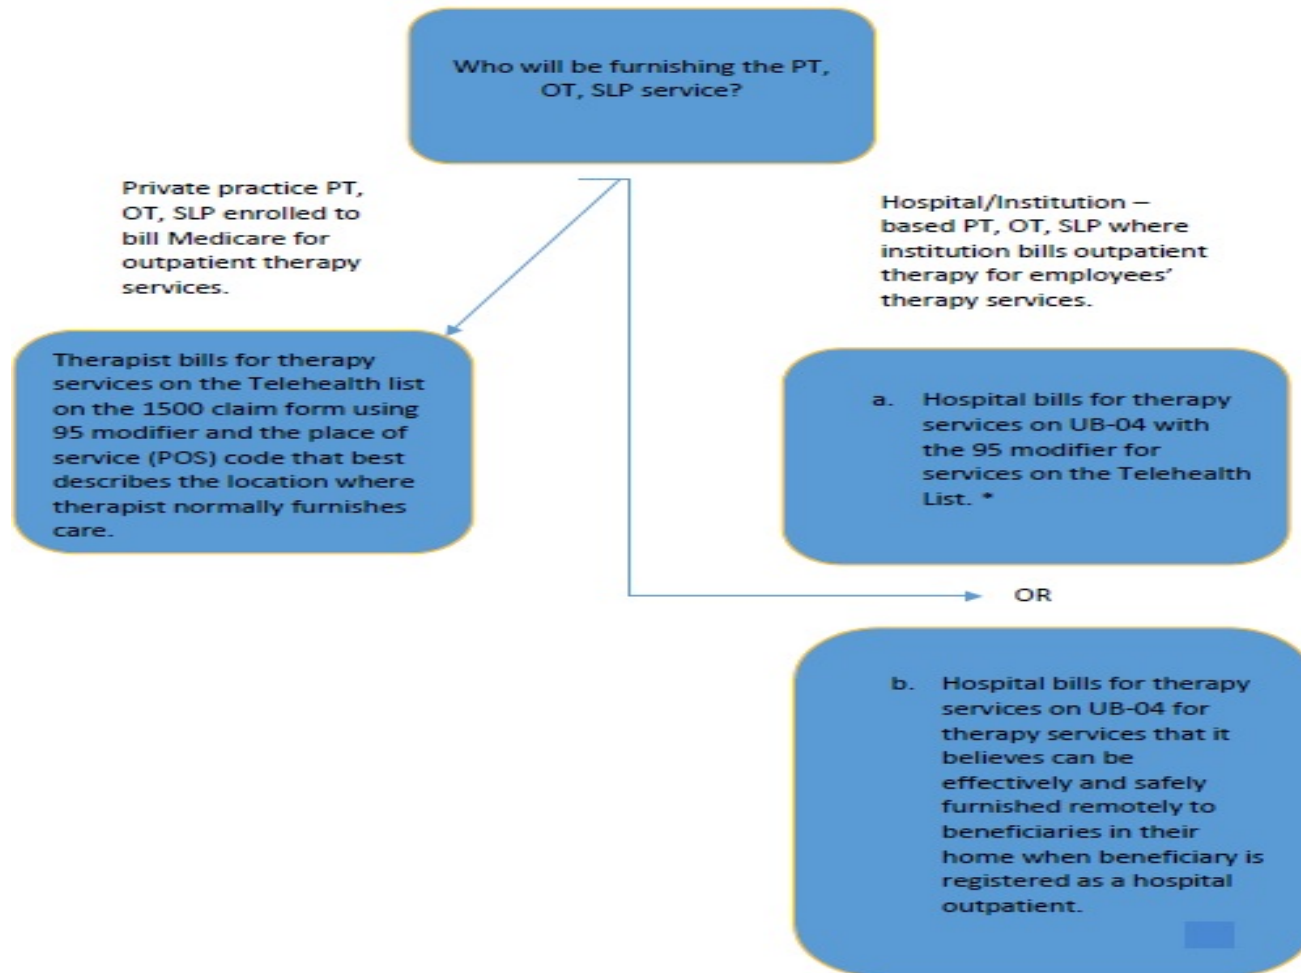 Who will be furnishing the PT,
OT, SLP service?
Private practice PT,
OT, SLP enrolled to
bill Medicare for
outpatient therapy
services.
Hospital/Institution –
based PT, OT, SLP where
institution bills outpatient
therapy for employees’
therapy services.
Therapist bills for therapy
services on the Telehealth list
on the 1500 claim form using
95 modifier and the place of
service (POS) code that best
describes the location where
therapist normally furnishes
care.
a. Hospital bills for therapy
services on UB-04 with
the 95 modifier for
services on the Telehealth
List. *
OR
b. Hospital bills for therapy
services on UB-04 for
therapy services that it
believes can be
effectively and safely
furnished remotely to
beneficiaries in their
home when beneficiary is
registered as a hospital
outpatient.